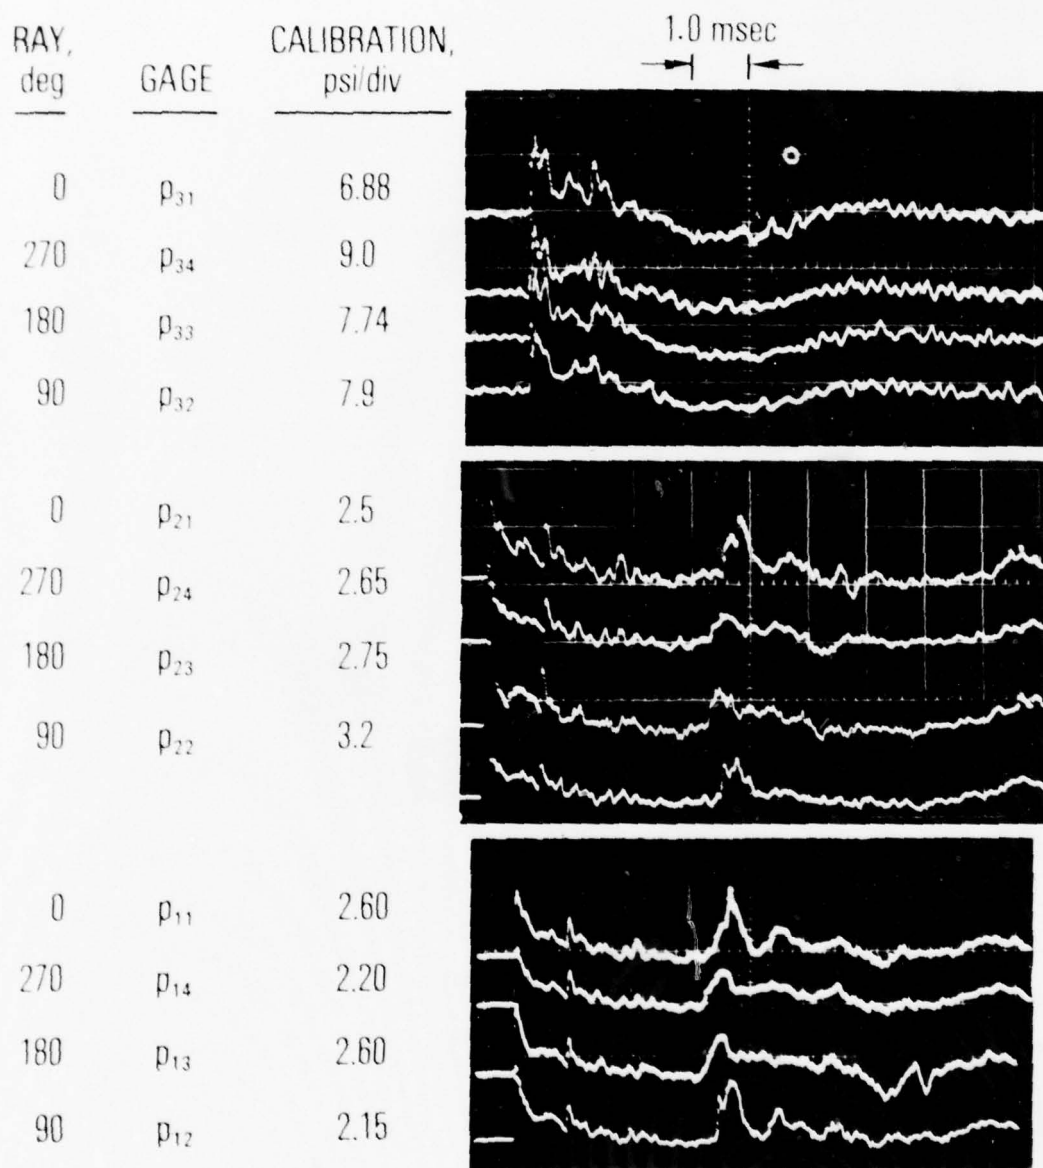 RAY, deg GAGE CALIBRATION, psi/div 1.0 msec
0 p31 6.88
270 p34 9.0
180 p33 7.74
90 p32 7.9
0 p21 2.5
270 p24 2.65
180 p23 2.75
90 p22 3.2
0 p11 2.60
270 p14 2.20
180 p13 2.60
90 p12 2.15